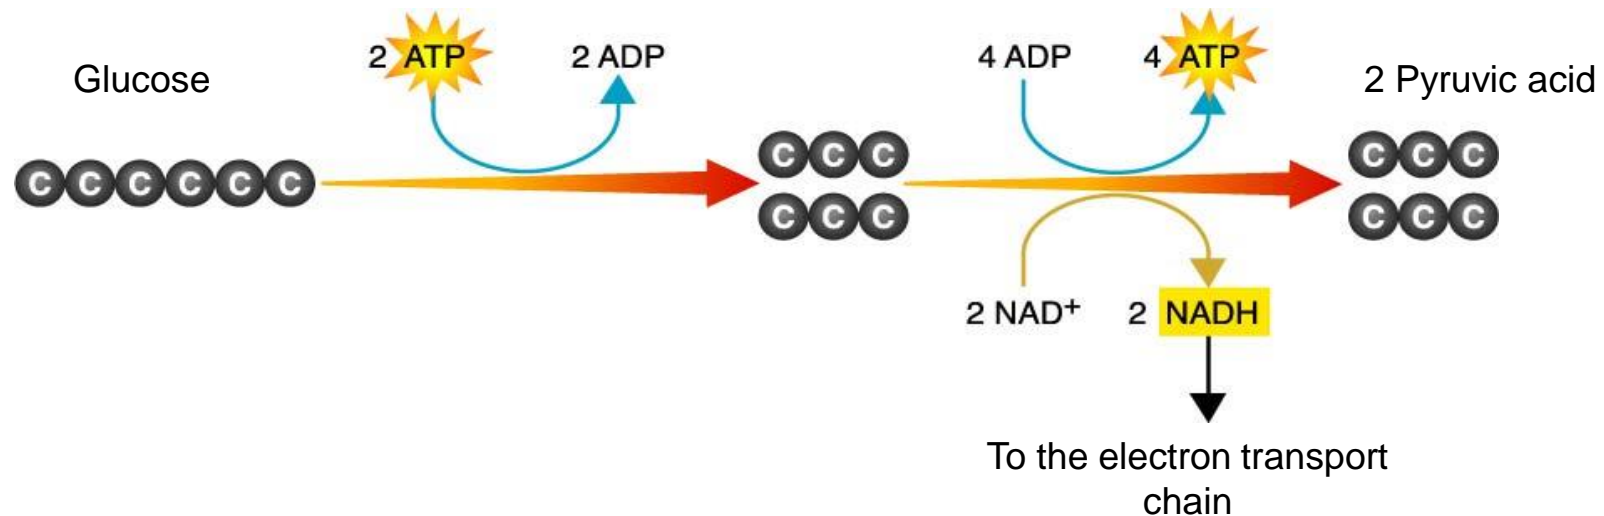 Glucose
2 ATP
2 ADP
4 ADP
4 ATP
2 Pyruvic acid
C C C C C C
C C C
C C C
C C C
C C C
2 NAD⁺
2 NADH
To the electron transport
chain